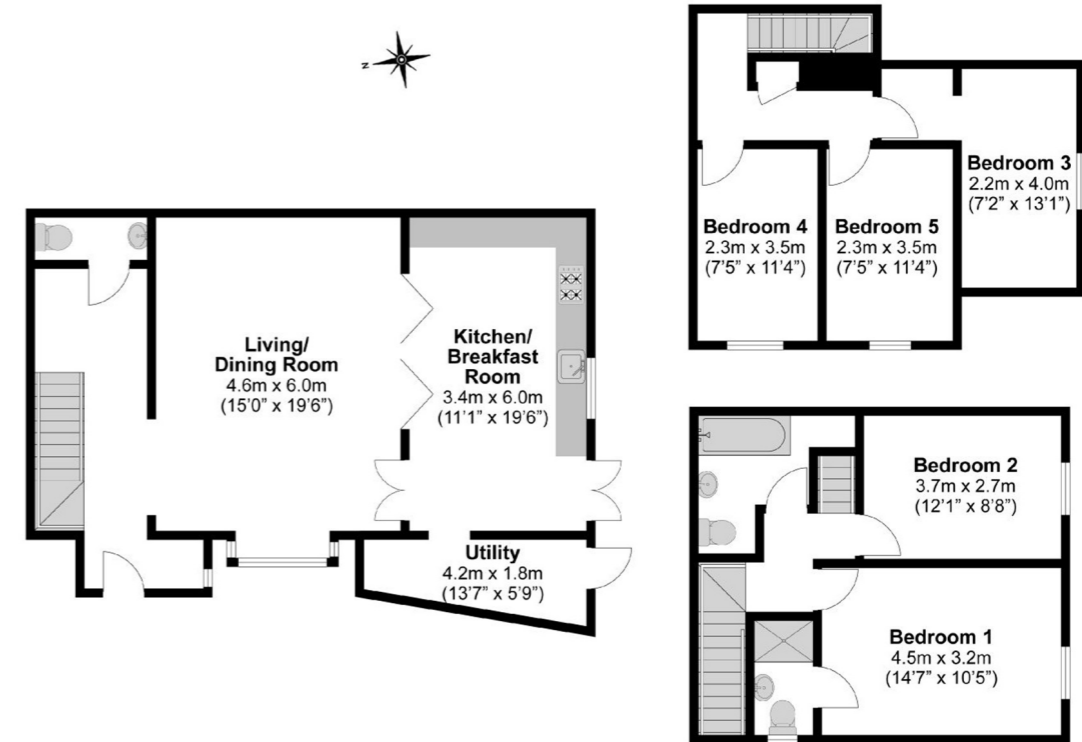 Z
Living/
Dining Room
4.6m x 6.0m
(15'0" x 19'6")
Kitchen/
Breakfast
Room
3.4m x 6.0m
(11'1" x 19'6")
Utility
4.2m x 1.8m
(13'7" x 5'9")
Bedroom 3
2.2m x 4.0m
(7'2" x 13'1")
Bedroom 4
2.3m x 3.5m
(7'5" x 11'4")
Bedroom 5
2.3m x 3.5m
(7'5" x 11'4")
Bedroom 2
3.7m x 2.7m
(12'1" x 8'8")
Bedroom 1
4.5m x 3.2m
(14'7" x 10'5")